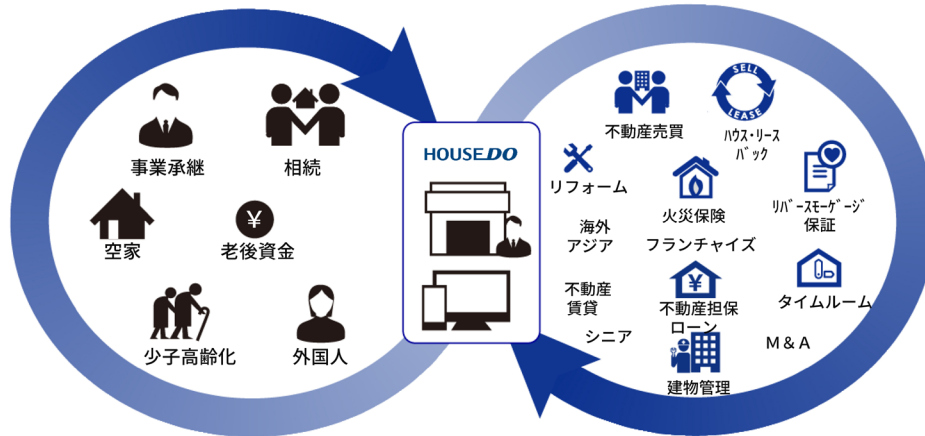 事業承継
相続
空家
¥
老後資金
少子高齢化
外国人
HOUSEDO
不動産売買
SELL
LEASE
ﾊｳｽ・ﾘｰｽ
ﾊﾞｯｸ
リフォーム
火災保険
ﾘﾊﾞｰｽﾓｰｹﾞｰｼﾞ
保証
海外
アジア
フランチャイズ
不動産
賃貸
¥
不動産担保
ローン
タイムルーム
シニア
M&A
建物管理